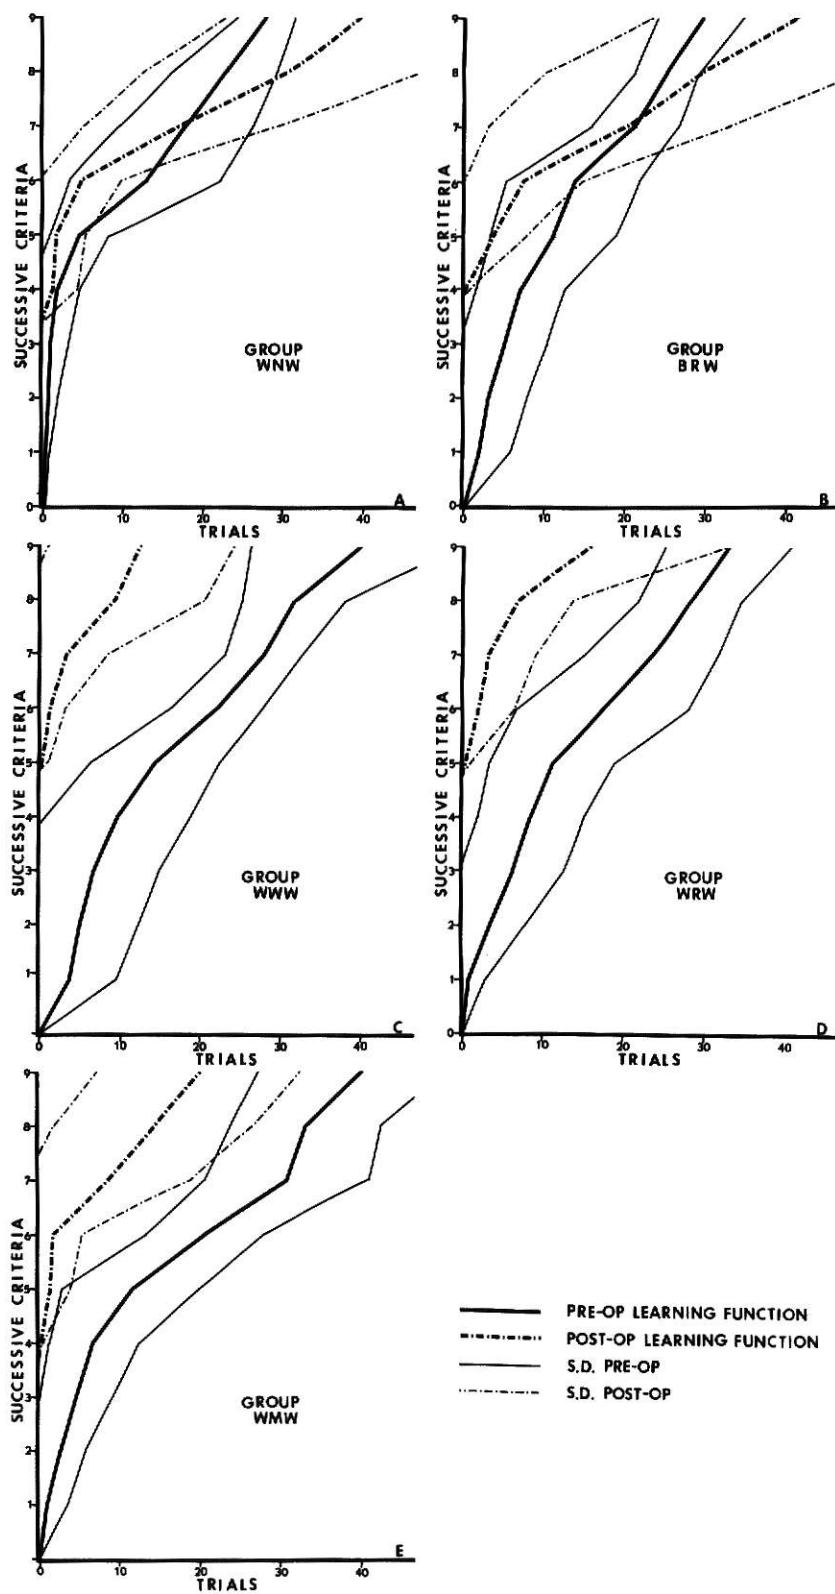 9
8
7
6
5
4
3
2
1
0
SUCCESSIVE CRITERIA
GROUP
WNW
A
0 10 20 30 40
TRIALS
9
8
7
6
5
4
3
2
1
0
SUCCESSIVE CRITERIA
GROUP
BRW
B
0 10 20 30 40
TRIALS
9
8
7
6
5
4
3
2
1
SUCCESSIVE CRITERIA
GROUP
WWW
C
0 10 20 30 40
TRIALS
9
8
7
6
5
4
3
2
1
0
SUCCESSIVE CRITERIA
GROUP
WRW
D
0 10 20 30 40
TRIALS
9
8
7
6
5
4
3
2
1
0
SUCCESSIVE CRITERIA
GROUP
WMW
E
0 10 20 30 40
TRIALS
PRE-OP LEARNING FUNCTION
POST-OP LEARNING FUNCTION
S.D. PRE-OP
S.D. POST-OP